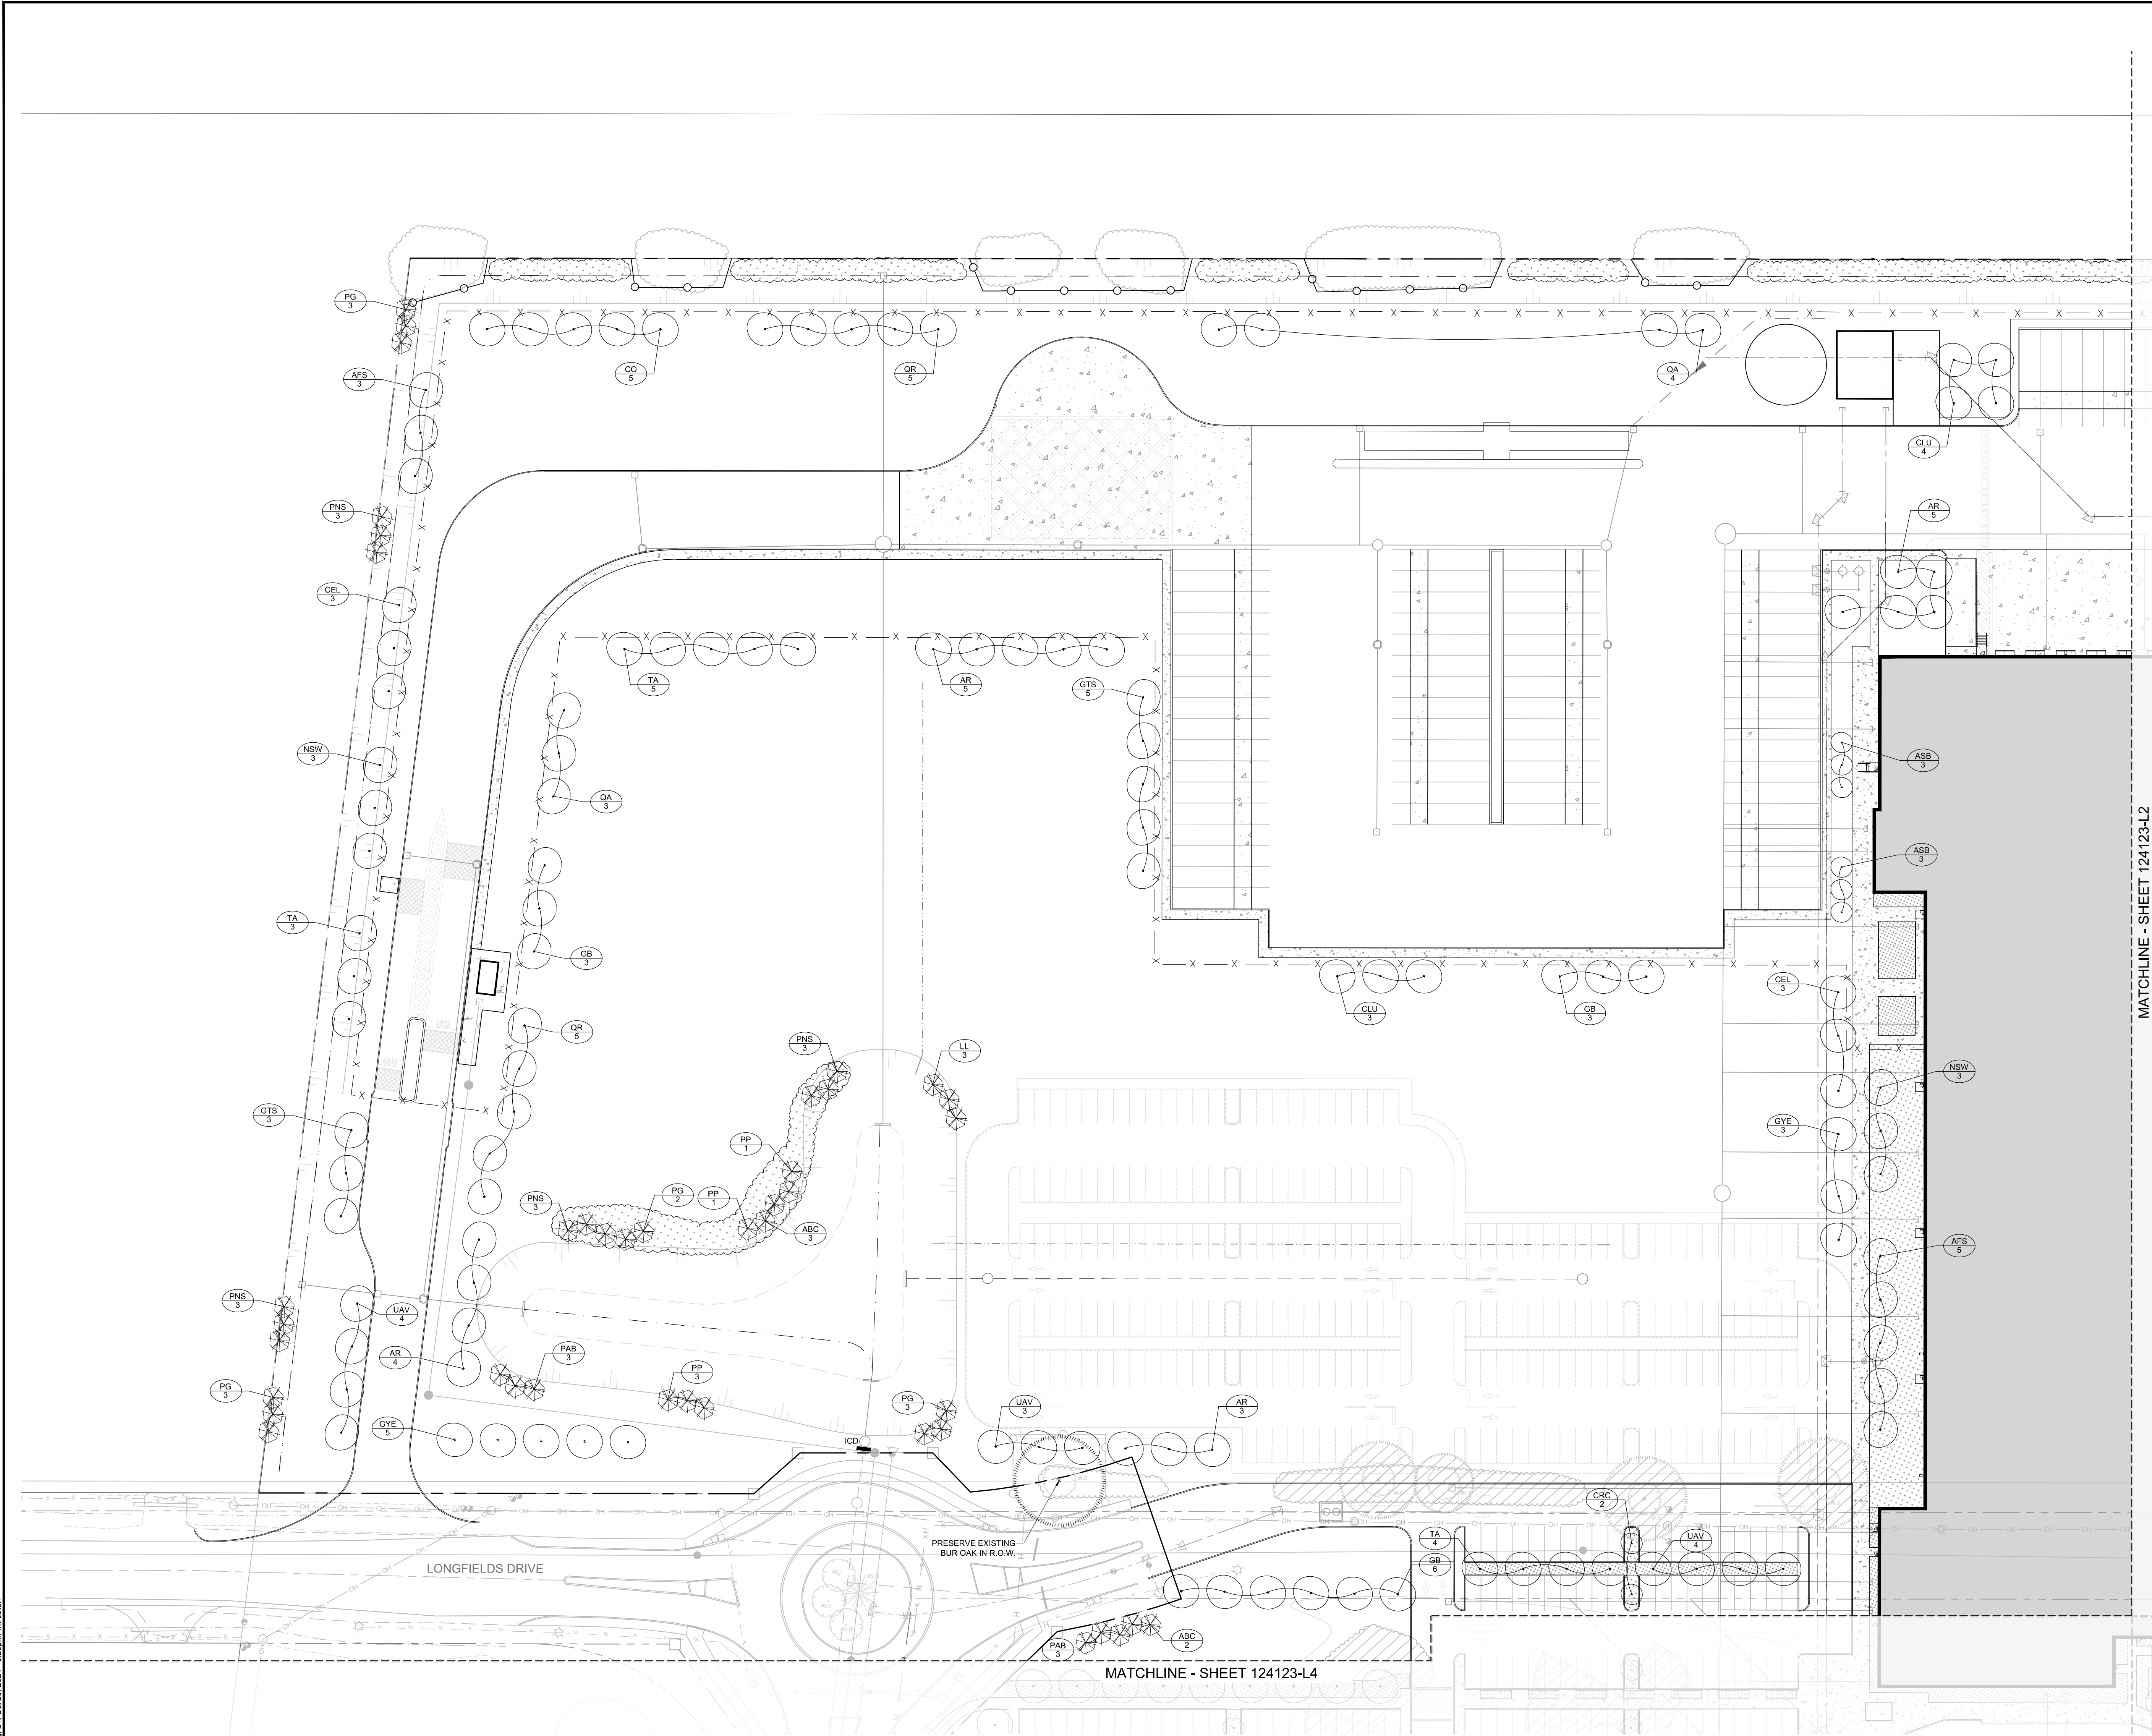 PG
3
AFS
3
CO
5
QR
5
QA
4
CLU
4
PNS
3
AR
5
CEL
3
TA
5
AR
5
GTS
5
NSW
3
QA
3
ASB
3
ASB
3
MATCHLINE - SHEET 124123-L2
TA
3
GB
3
CEL
3
CLU
3
GB
3
QR
5
PNS
3
LL
3
NSW
3
GTS
3
GYE
3
PP
1
PNS
3
PG
2
PP
1
ABC
3
AFS
5
PNS
3
UAV
4
AR
4
PAB
3
PP
3
PG
3
PG
3
UAV
3
AR
3
GYE
5
ICD
CRC
2
TA
4
UAV
4
PRESERVE EXISTING
BUR OAK IN R.O.W.
GB
6
LONGFIELDS DRIVE
ABC
2
PAB
3
MATCHLINE - SHEET 124123-L4